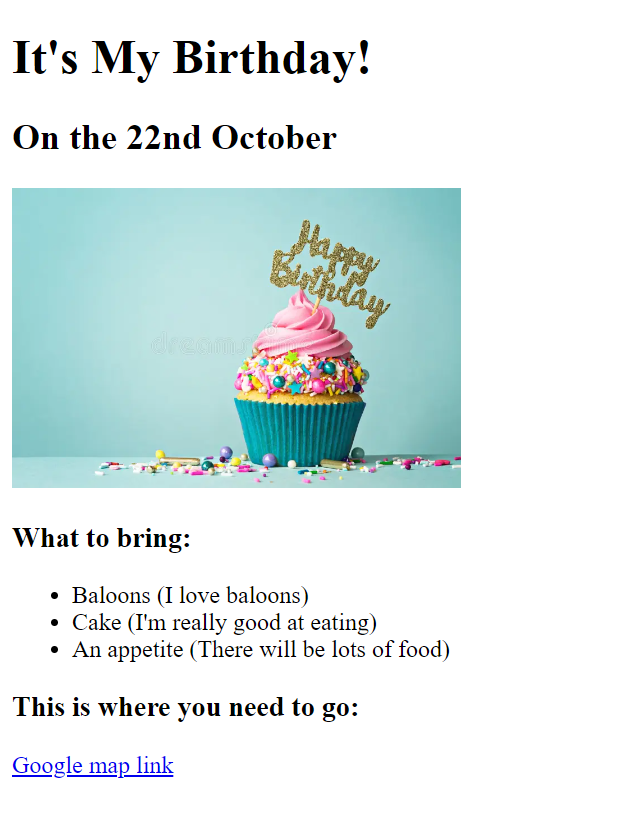 It's My Birthday!
On the 22nd October
Happy
Birthday
What to bring:
Baloons (I love baloons)
Cake (I'm really good at eating)
An appetite (There will be lots of food)
This is where you need to go:
Google map link